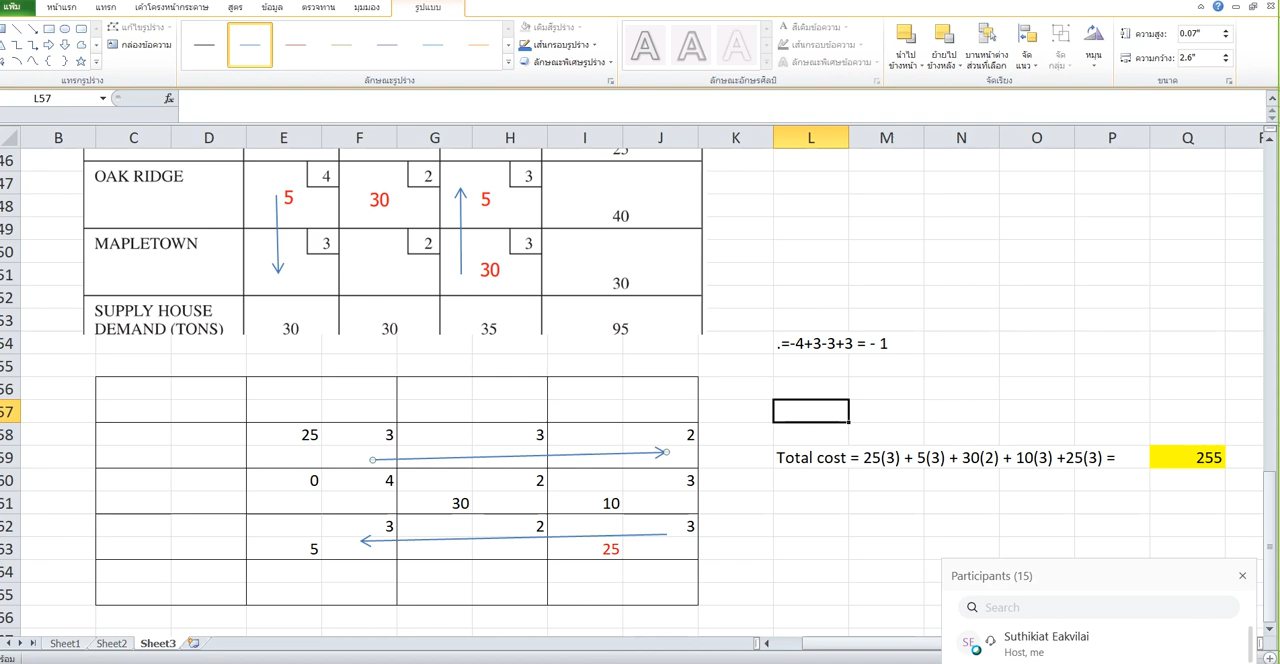 แฟ้ม หน้าแรก แทรก เค้าโครงหน้ากระดาษ สูตร ข้อมูล ตรวจทาน มุมมอง รูปแบบ
แก้ไขรูปร่าง
กล่องข้อความ
แทรกรูปร่าง
เติมสีรูปร่าง
เส้นกรอบรูปร่าง
ลักษณะพิเศษรูปร่าง
ลักษณะรูปร่าง
A A A
สีเติมข้อความ
เส้นกรอบข้อความ
ลักษณะพิเศษข้อความ
ลักษณะอักษรศิลป์
นำไปข้างหน้า
ย้ายไปข้างหลัง
บานหน้าต่างส่วนที่เลือก
จัดแนว
จัดกลุ่ม
หมุน
จัดเรียง
ความสูง: 0.07"
ความกว้าง: 2.6"
ขนาด
L57 fx
B C D E F G H I J K L M N O P Q
46 25
47 OAK RIDGE 4 2 3
48 5 30 5
40
49
50 MAPLETOWN 3 2 3
51 30
30
52 SUPPLY HOUSE
53 DEMAND (TONS) 30 30 35 95
54 .=-4+3-3+3 = - 1
55
56
57
58 25 3 3 2
59 Total cost = 25(3) + 5(3) + 30(2) + 10(3) +25(3) = 255
60 0 4 2 3
61 30 10
62 3 2 3
63 5 25
64
65
66
Participants (15)
Search
SE Suthikiat Eakvilai
Host, me
Sheet1 Sheet2 Sheet3